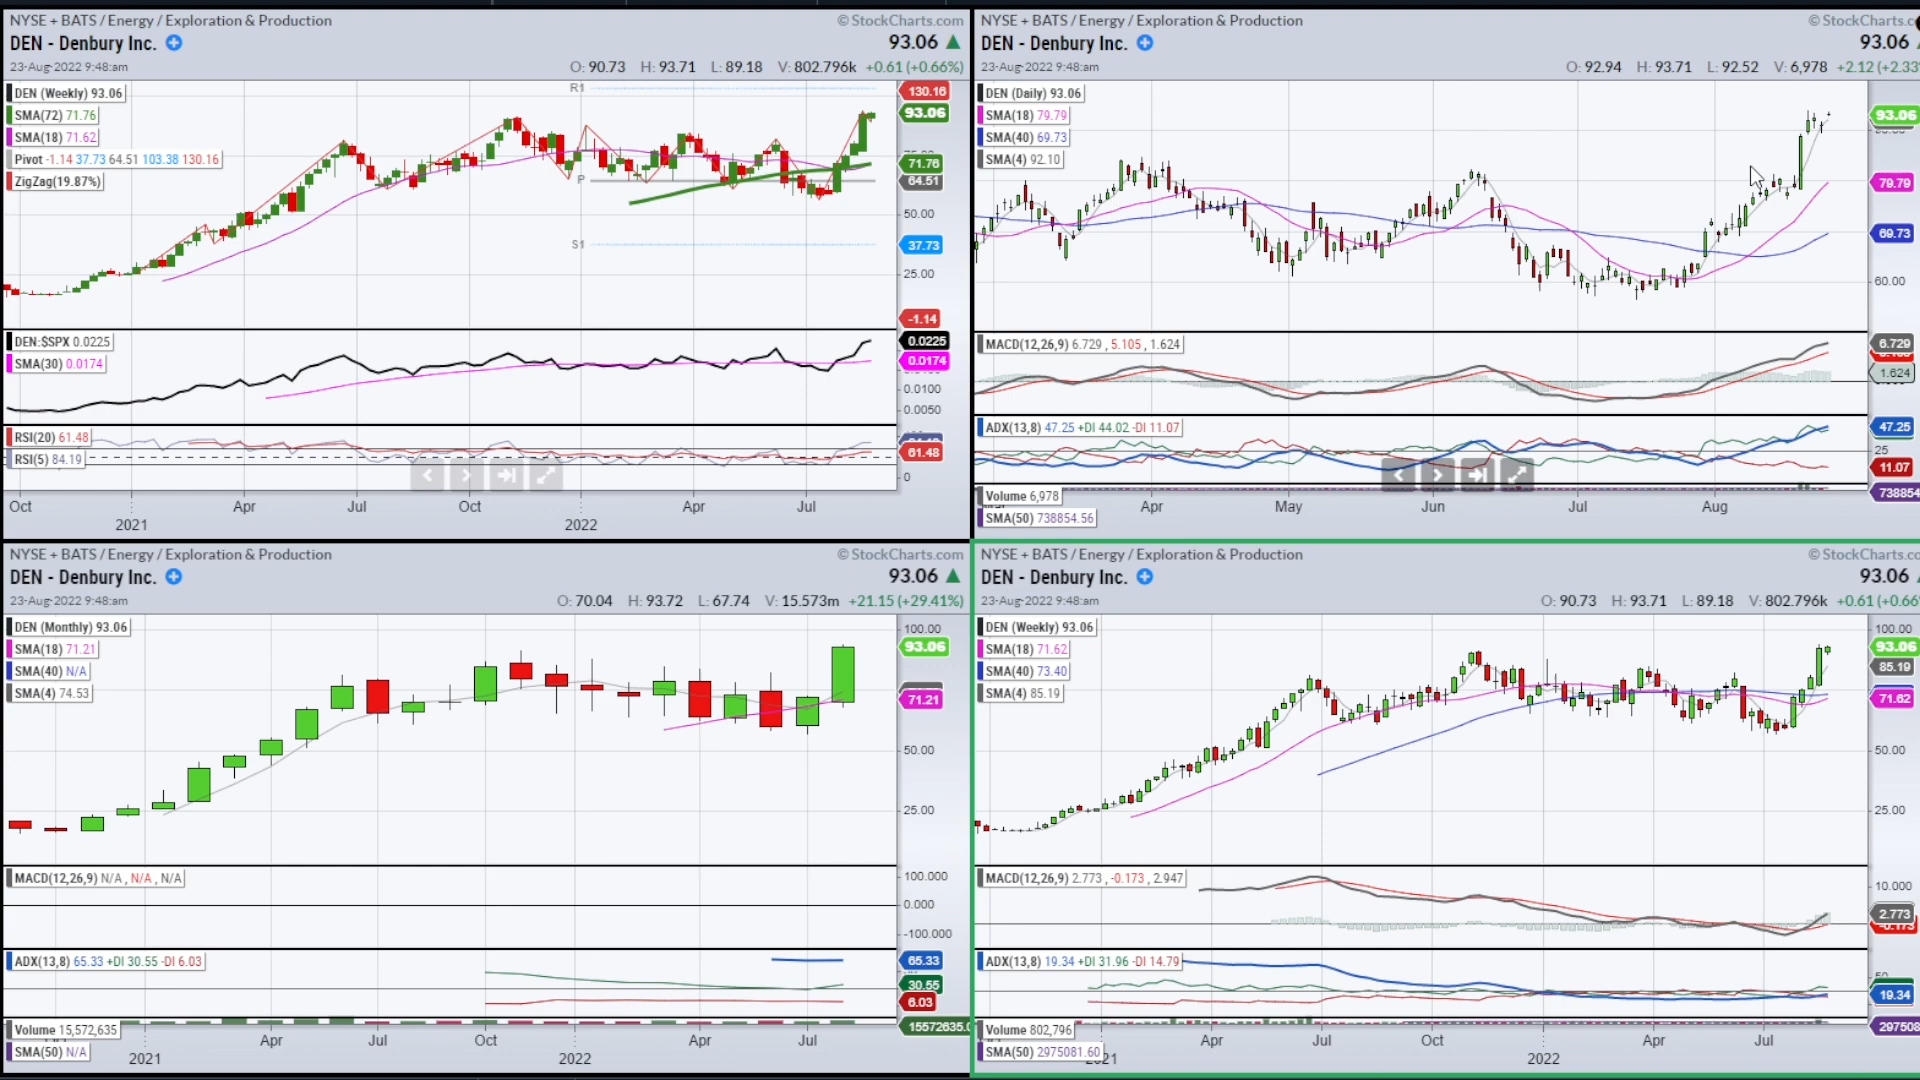 NYSE + BATS / Energy / Exploration & Production © StockCharts.com
DEN - Denbury Inc. 93.06
23-Aug-2022 9:48am O: 90.73 H: 93.71 L: 89.18 V: 802.796k +0.61 (+0.66%)
DEN (Weekly) 93.06
SMA(72) 71.76
SMA(18) 71.62
Pivot -1.14 37.73 64.51 103.38 130.16
ZigZag(19.87%)
R1
P
S1
130.16
93.06
71.76
64.51
50.00
37.73
25.00
-1.14
DEN:$SPX 0.0225
SMA(30) 0.0174
0.0225
0.0174
0.0100
0.0050
RSI(20) 61.48
RSI(5) 84.19
61.48
0
Oct Apr Jul Oct Apr Jul
2021 2022
NYSE + BATS / Energy / Exploration & Production © StockCharts.c
DEN - Denbury Inc. 93.06
23-Aug-2022 9:48am O: 92.94 H: 93.71 L: 92.52 V: 6,978 +2.12 (+2.33
DEN (Daily) 93.06
SMA(18) 79.79
SMA(40) 69.73
SMA(4) 92.10
93.06
79.79
69.73
60.00
MACD(12,26,9) 6.729 , 5.105 , 1.624
6.729
1.624
ADX(13,8) 47.25 +DI 44.02 -DI 11.07
47.25
25
11.07
Volume 6,978
SMA(50) 738854.56
738854
Apr May Jun Jul Aug
NYSE + BATS / Energy / Exploration & Production © StockCharts.com
DEN - Denbury Inc. 93.06
23-Aug-2022 9:48am O: 70.04 H: 93.72 L: 67.74 V: 15.573m +21.15 (+29.41%)
DEN (Monthly) 93.06
SMA(18) 71.21
SMA(40) N/A
SMA(4) 74.53
100.00
93.06
71.21
50.00
25.00
MACD(12,26,9) N/A , N/A , N/A
100.000
0.000
-100.000
ADX(13,8) 65.33 +DI 30.55 -DI 6.03
65.33
30.55
6.03
Volume 15,572,635
SMA(50) N/A
15572635.0
Apr Jul Oct Apr Jul
2021 2022
NYSE + BATS / Energy / Exploration & Production © StockCharts.co
DEN - Denbury Inc. 93.06
23-Aug-2022 9:48am O: 90.73 H: 93.71 L: 89.18 V: 802.796k +0.61 (+0.66
DEN (Weekly) 93.06
SMA(18) 71.62
SMA(40) 73.40
SMA(4) 85.19
100.00
93.06
85.19
71.62
50.00
25.00
MACD(12,26,9) 2.773 , -0.173 , 2.947
10.000
2.773
-0.173
ADX(13,8) 19.34 +DI 31.96 -DI 14.79
19.34
Volume 802,796
SMA(50) 2975081.60
297508
Apr Jul Oct Apr Jul
2022